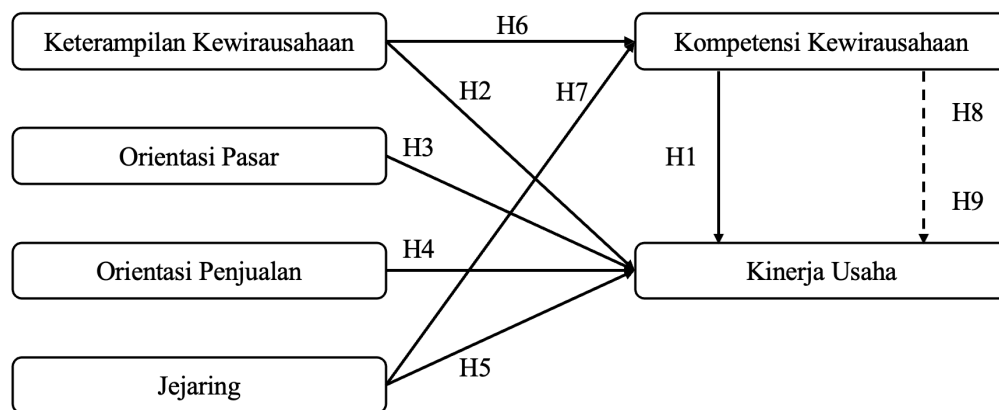 Keterampilan Kewirausahaan
H6
Kompetensi Kewirausahaan
H2
H7
H8
Orientasi Pasar
H3
H1
H9
Orientasi Penjualan
H4
Kinerja Usaha
Jejaring
H5